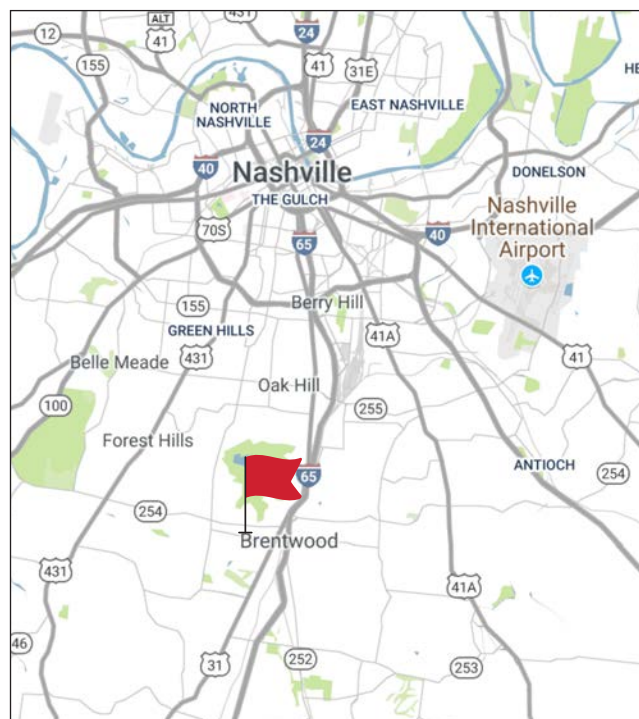 ALT
41
431
24
12
155
41
31E
HE
NORTH
NASHVILLE
EAST NASHVILLE
24
40
Nashville
DONELSON
THE GULCH
Nashville
International
Airport
70S
65
40
155
Berry Hill
GREEN HILLS
41A
431
41
Belle Meade
Oak Hill
100
255
Forest Hills
65
ANTIOCH
254
254
Brentwood
431
41A
46
31
252
253